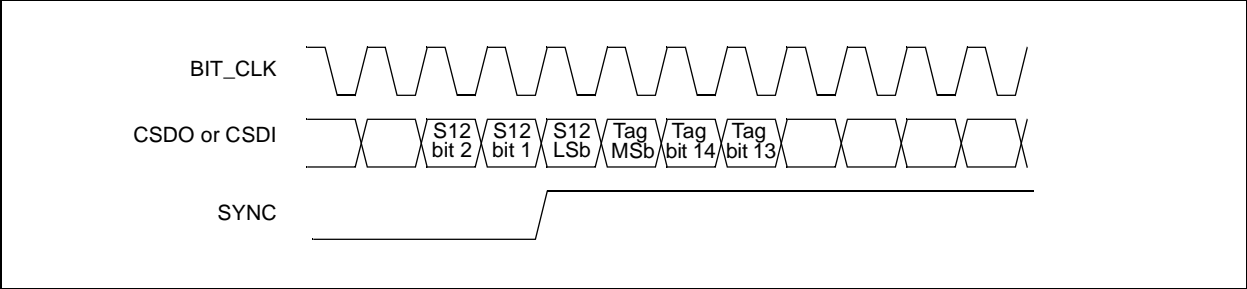 BIT_CLK
CSDO or CSDI
S12 bit 2
S12 bit 1
S12 LSb
Tag MSb
Tag bit 14
Tag bit 13
SYNC